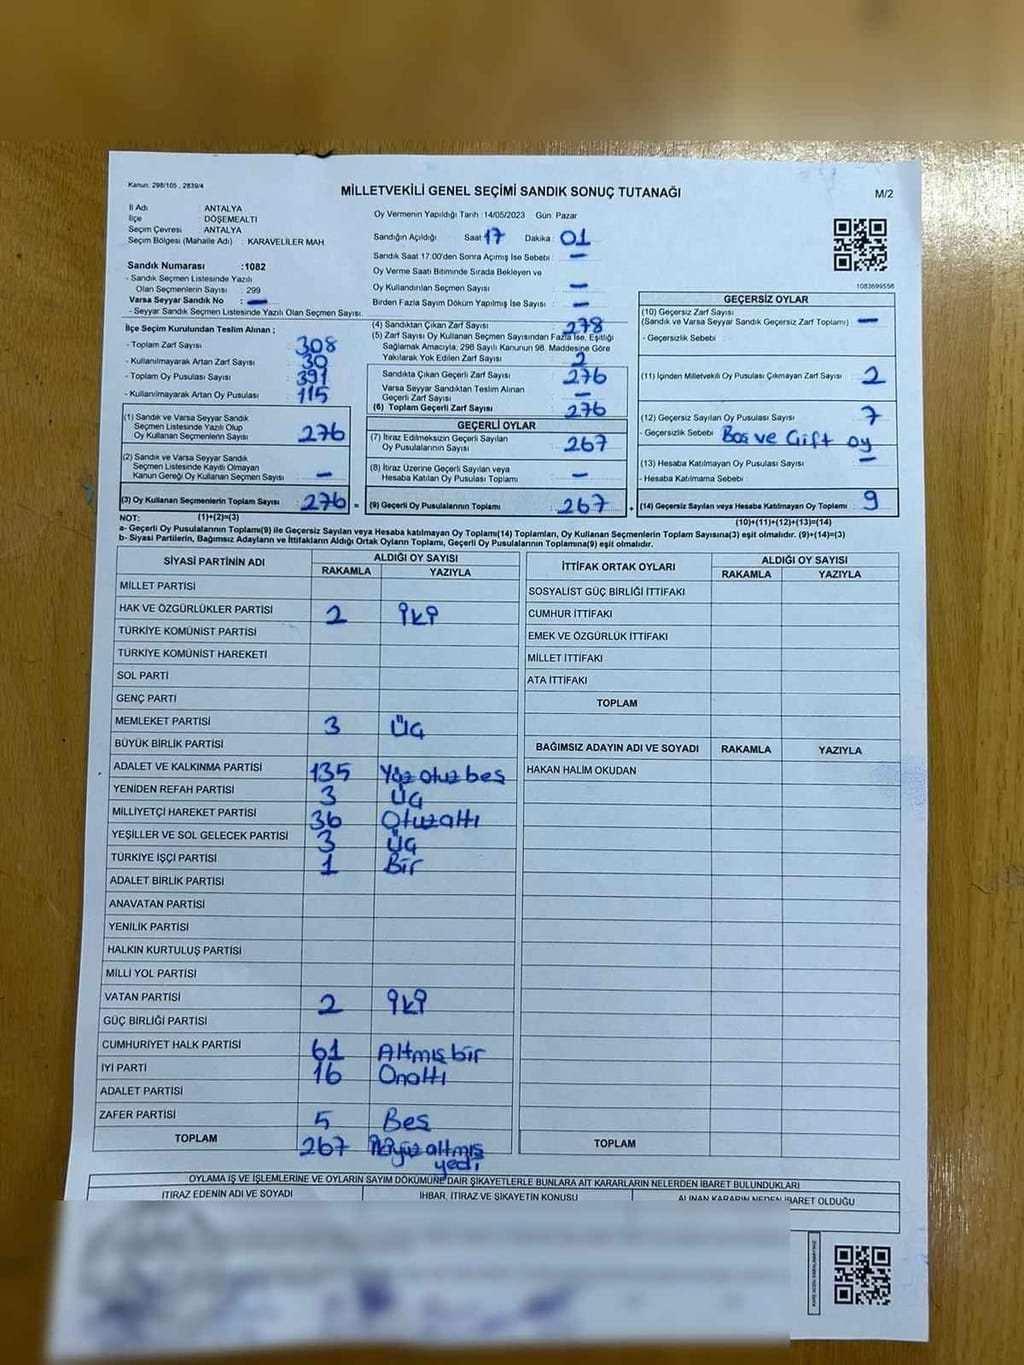 Kanun: 298/105 , 2839/4
MİLLETVEKİLİ GENEL SEÇİMİ SANDIK SONUÇ TUTANAĞI
M/2
İli Adı : ANTALYA
İlçe : DÖŞEMEALTI
Seçim Çevresi : ANTALYA
Seçim Bölgesi (Mahalle Adı) : KARAVELİLER MAH
Sandık Numarası :1082
- Sandık Seçmen Listesinde Yazılı
Olan Seçmenlerin Sayısı : 299
Varsa Seyyar Sandık No : —
- Seyyar Sandık Seçmen Listesinde Yazılı Olan Seçmen Sayısı
Oy Vermenin Yapıldığı Tarih :14/05/2023 Gün: Pazar
Sandığın Açıldığı Saat 17 Dakika : 01
Sandık Saat 17:00'den Sonra Açımış İse Sebebi : —
Oy Verme Saati Bitiminde Sırada Bekleyen ve
Oy Kullandırılan Seçmen Sayısı : —
Birden Fazla Sayım Döküm Yapılmış İse Sayısı : —
1083699556
İlçe Seçim Kurulundan Teslim Alınan ;
- Toplam Zarf Sayısı : 308
- Kullanılmayarak Artan Zarf Sayısı : 30
- Toplam Oy Pusulası Sayısı : 391
- Kullanılmayarak Artan Oy Pusulası : 115
(1) Sandık ve Varsa Seyyar Sandık
Seçmen Listesinde Yazılı Olup
Oy Kullanan Seçmenlerin Sayısı : 276
(2) Sandık ve Varsa Seyyar Sandık
Seçmen Listesinde Kayıtlı Olmayan
Kanun Gereği Oy Kullanan Seçmen Sayısı : —
(3) Oy Kullanan Seçmenlerin Toplam Sayısı : 276 =
(1)+(2)=(3)
(4) Sandıktan Çıkan Zarf Sayısı : 278
(5) Zarf Sayısı Oy Kullanan Seçmen Sayısından Fazla İse, Eşitliği
Sağlamak Amacıyla, 298 Sayılı Kanunun 98. Maddesine Göre
Yakılarak Yok Edilen Zarf Sayısı : 2
Sandıkta Çıkan Geçerli Zarf Sayısı : 276
Varsa Seyyar Sandıktan Teslim Alınan
Geçerli Zarf Sayısı : —
(6) Toplam Geçerli Zarf Sayısı : 276
GEÇERLİ OYLAR
(7) İtiraz Edilmeksizin Geçerli Sayılan
Oy Pusulalarının Sayısı : 267
(8) İtiraz Üzerine Geçerli Sayılan veya
Hesaba Katılan Oy Pusulası Toplamı : —
(9) Geçerli Oy Pusulalarının Toplamı : 267 +
GEÇERSİZ OYLAR
(10) Geçersiz Zarf Sayısı
(Sandık ve Varsa Seyyar Sandık Geçersiz Zarf Toplamı) : —
- Geçersizlik Sebebi
(11) İçinden Milletvekili Oy Pusulası Çıkmayan Zarf Sayısı : 2
(12) Geçersiz Sayılan Oy Pusulası Sayısı : 7
- Geçersizlik Sebebi Boş ve Çift oy
(13) Hesaba Katılmayan Oy Pusulası Sayısı : —
- Hesaba Katılmama Sebebi
(14) Geçersiz Sayılan veya Hesaba Katılmayan Oy Toplamı : 9
(10)+(11)+(12)+(13)=(14)
NOT:
a- Geçerli Oy Pusulalarının Toplamı(9) ile Geçersiz Sayılan veya Hesaba katılmayan Oy Toplamı(14) Toplamları, Oy Kullanan Seçmenlerin Toplam Sayısına(3) eşit olmalıdır. (9)+(14)=(3)
b- Siyasi Partilerin, Bağımsız Adayların ve İttifakların Aldığı Ortak Oyların Toplamı, Geçerli Oy Pusulalarının Toplamına(9) eşit olmalıdır.
SİYASİ PARTİNİN ADI ALDIĞI OY SAYISI
RAKAMLA YAZIYLA
MİLLET PARTİSİ
HAK VE ÖZGÜRLÜKLER PARTİSİ 2 İki
TÜRKİYE KOMÜNİST PARTİSİ
TÜRKİYE KOMÜNİST HAREKETİ
SOL PARTİ
GENÇ PARTİ
MEMLEKET PARTİSİ 3 Üç
BÜYÜK BİRLİK PARTİSİ
ADALET VE KALKINMA PARTİSİ 135 Yüz otuz beş
YENİDEN REFAH PARTİSİ 3 Üç
MİLLİYETÇİ HAREKET PARTİSİ 36 Otuzaltı
YEŞİLLER VE SOL GELECEK PARTİSİ 3 Üç
TÜRKİYE İŞÇİ PARTİSİ 1 Bir
ADALET BİRLİK PARTİSİ
ANAVATAN PARTİSİ
YENİLİK PARTİSİ
HALKIN KURTULUŞ PARTİSİ
MİLLİ YOL PARTİSİ
VATAN PARTİSİ 2 İki
GÜÇ BİRLİĞİ PARTİSİ
CUMHURİYET HALK PARTİSİ 61 Altmış bir
İYİ PARTİ 16 Onaltı
ADALET PARTİSİ
ZAFER PARTİSİ 5 Beş
TOPLAM 267 İkiyüz altmış
yedi
İTTİFAK ORTAK OYLARI ALDIĞI OY SAYISI
RAKAMLA YAZIYLA
SOSYALİST GÜÇ BİRLİĞİ İTTİFAKI
CUMHUR İTTİFAKI
EMEK VE ÖZGÜRLÜK İTTİFAKI
MİLLET İTTİFAKI
ATA İTTİFAKI
TOPLAM
BAĞIMSIZ ADAYIN ADI VE SOYADI RAKAMLA YAZIYLA
HAKAN HALİM OKUDAN
TOPLAM
OYLAMA İŞ VE İŞLEMLERİNE VE OYLARIN SAYIM DÖKÜMÜNE DAİR ŞİKAYETLERLE BUNLARA AİT KARARLARIN NELERDEN İBARET BULUNDUKLARI
İTİRAZ EDENİN ADI VE SOYADI İHBAR, İTİRAZ VE ŞİKAYETİN KONUSU ALINAN KARARIN NEDEN İBARET OLDUĞU